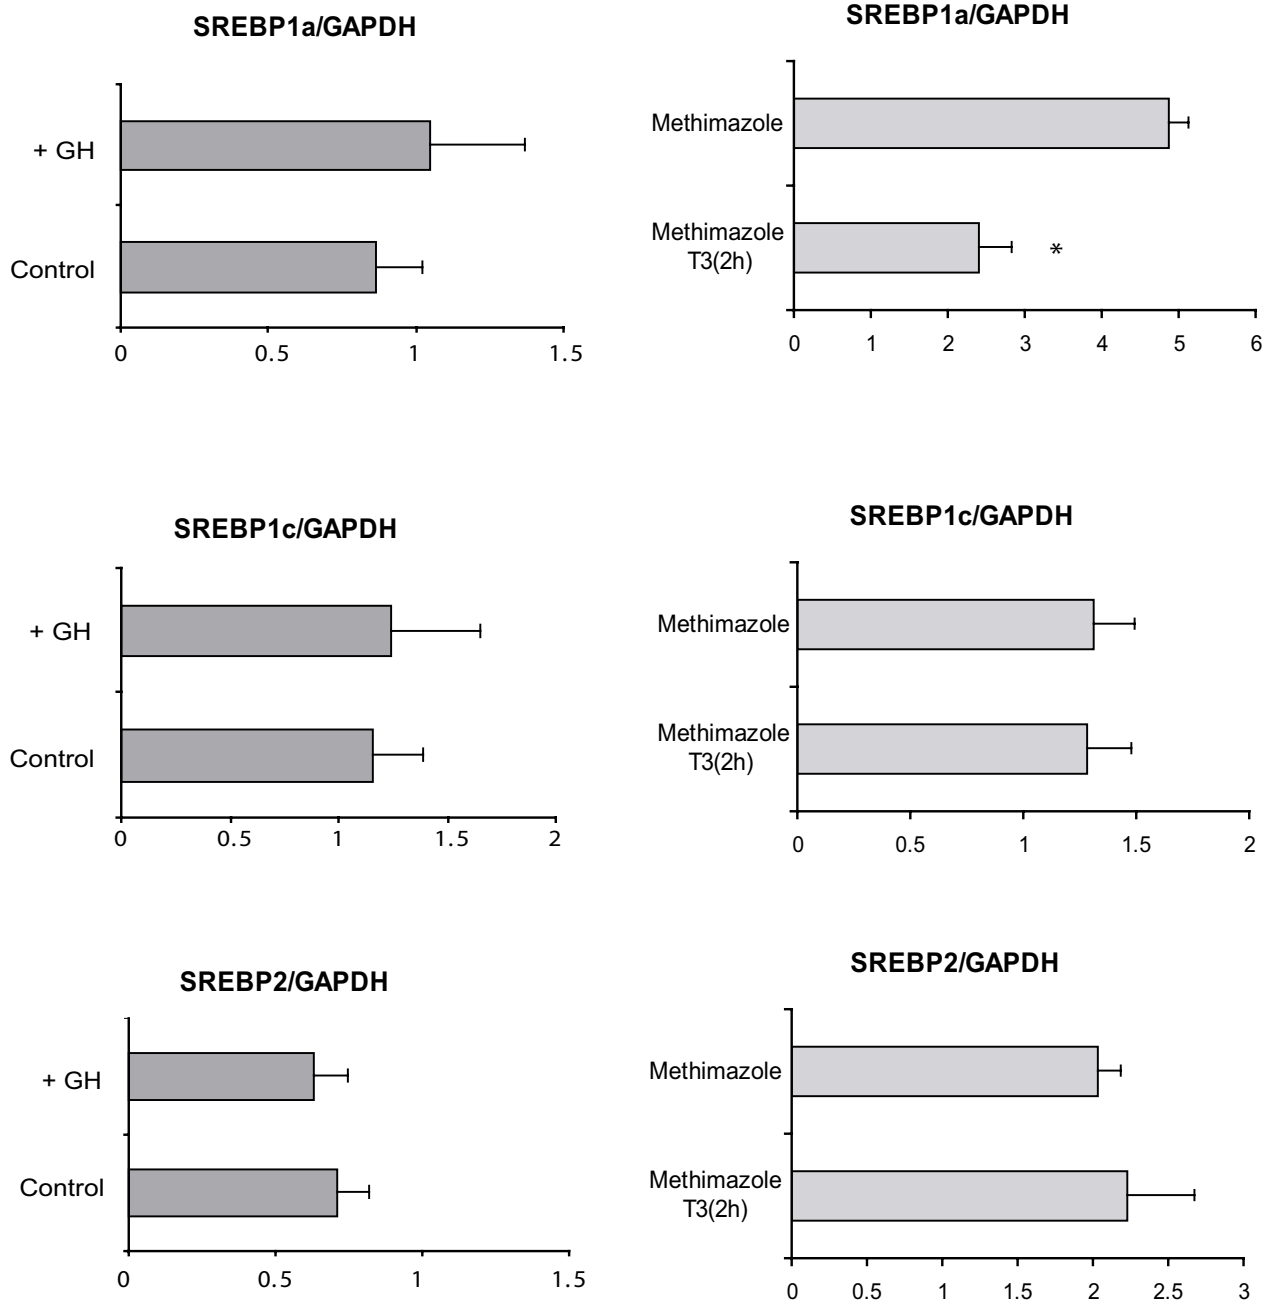 SREBP1a/GAPDH
+ GH
Control
0 0.5 1 1.5
SREBP1a/GAPDH
Methimazole
Methimazole
T3(2h)
*
0 1 2 3 4 5 6
SREBP1c/GAPDH
+ GH
Control
0 0.5 1 1.5 2
SREBP1c/GAPDH
Methimazole
Methimazole
T3(2h)
0 0.5 1 1.5 2
SREBP2/GAPDH
+ GH
Control
0 0.5 1 1.5
SREBP2/GAPDH
Methimazole
Methimazole
T3(2h)
0 0.5 1 1.5 2 2.5 3